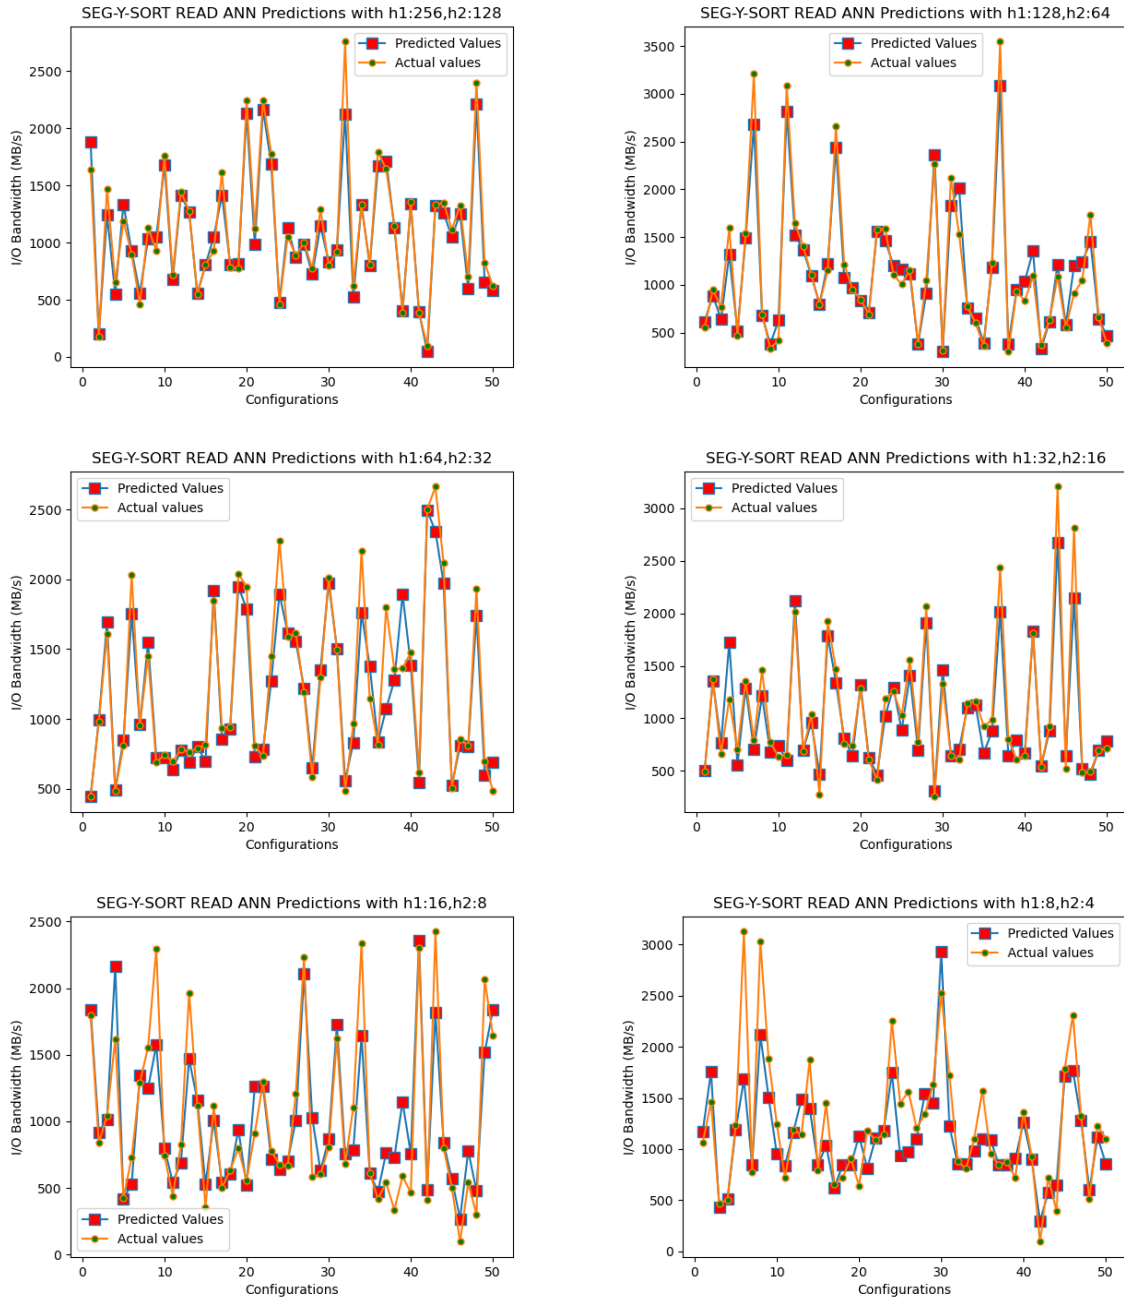 SEG-Y-SORT READ ANN Predictions with h1:256,h2:128
Predicted Values
Actual values
I/O Bandwidth (MB/s)
2500
2000
1500
1000
500
0
0 10 20 30 40 50
Configurations
SEG-Y-SORT READ ANN Predictions with h1:128,h2:64
Predicted Values
Actual values
I/O Bandwidth (MB/s)
3500
3000
2500
2000
1500
1000
500
0 10 20 30 40 50
Configurations
SEG-Y-SORT READ ANN Predictions with h1:64,h2:32
Predicted Values
Actual values
I/O Bandwidth (MB/s)
2500
2000
1500
1000
500
0 10 20 30 40 50
Configurations
SEG-Y-SORT READ ANN Predictions with h1:32,h2:16
Predicted Values
Actual values
I/O Bandwidth (MB/s)
3000
2500
2000
1500
1000
500
0 10 20 30 40 50
Configurations
SEG-Y-SORT READ ANN Predictions with h1:16,h2:8
Predicted Values
Actual values
I/O Bandwidth (MB/s)
2500
2000
1500
1000
500
0
0 10 20 30 40 50
Configurations
SEG-Y-SORT READ ANN Predictions with h1:8,h2:4
Predicted Values
Actual values
I/O Bandwidth (MB/s)
3000
2500
2000
1500
1000
500
0
0 10 20 30 40 50
Configurations